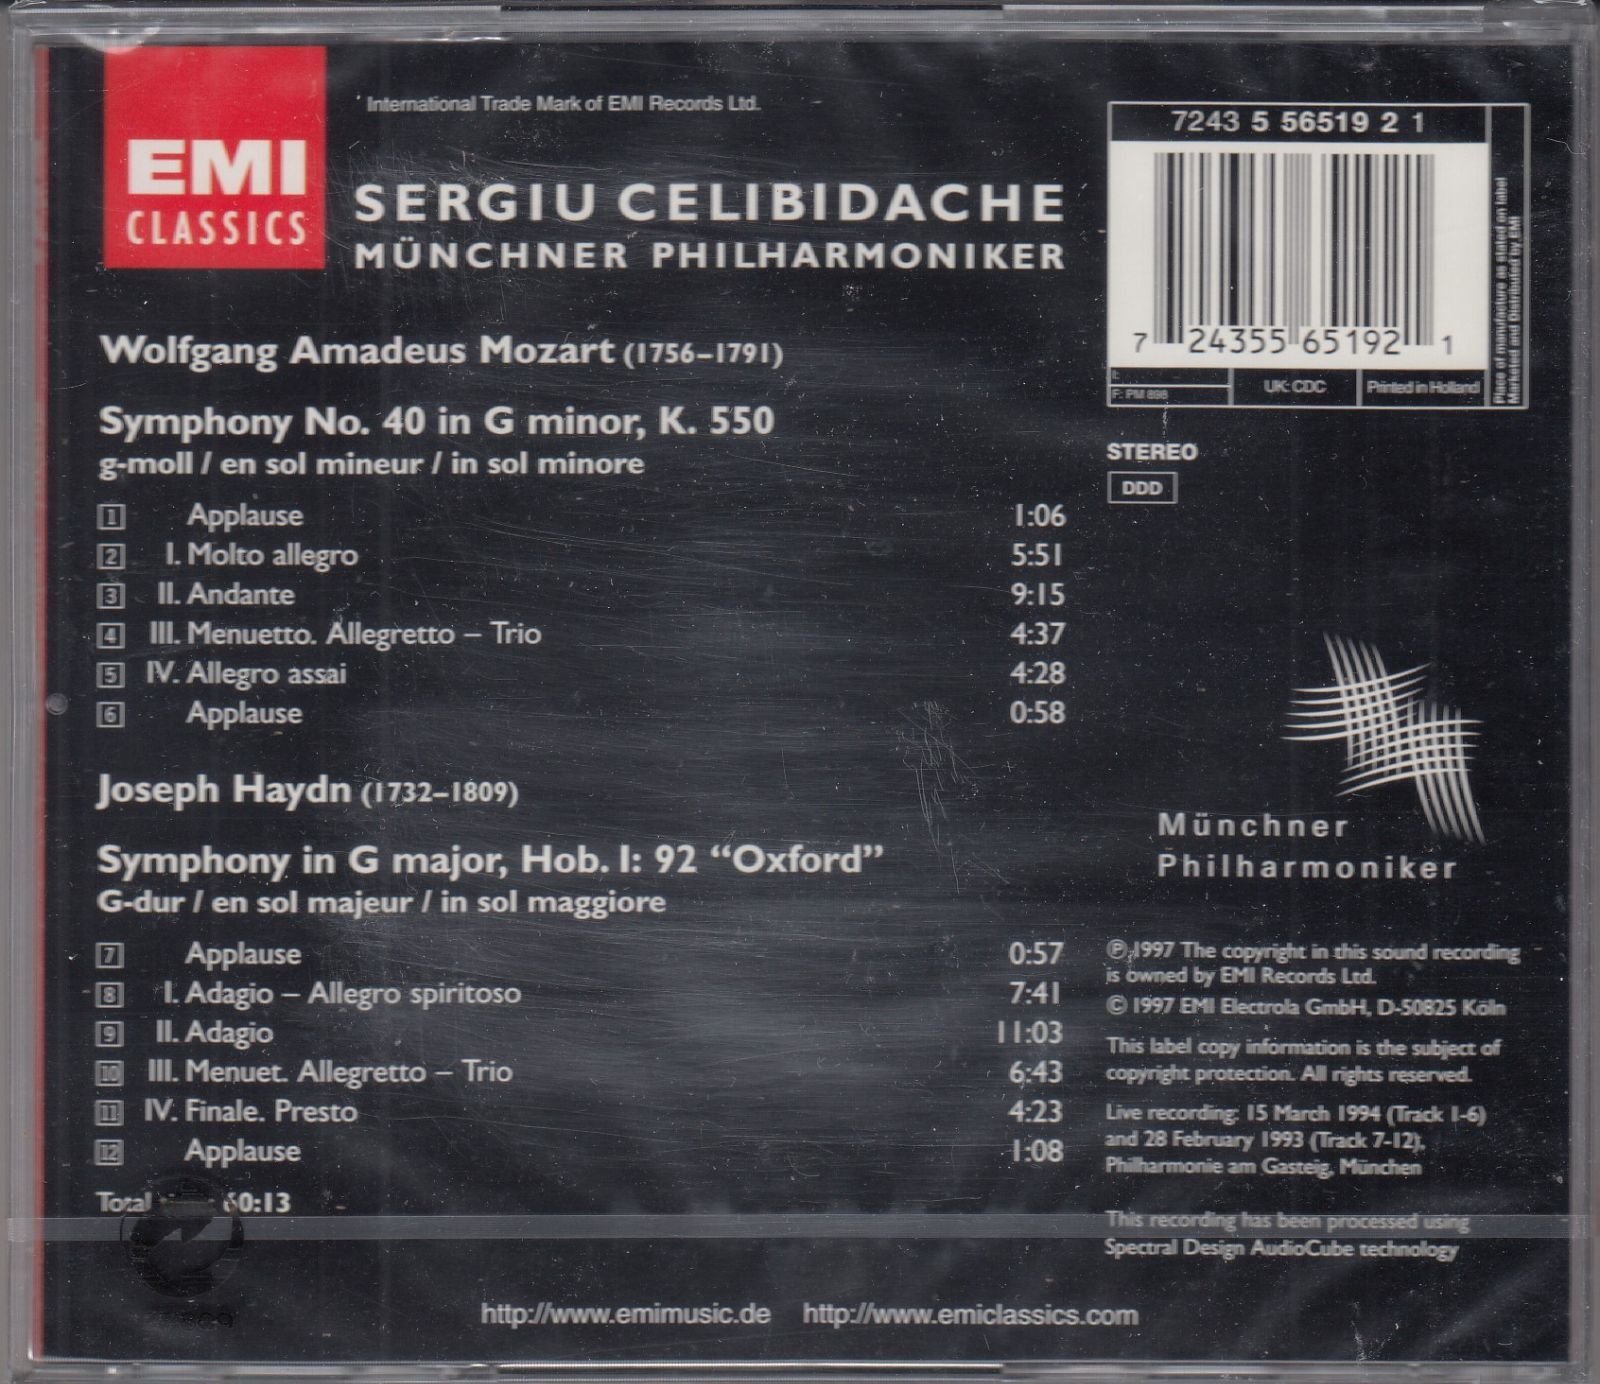 International Trade Mark of EMI Records Ltd.
EMI
CLASSICS
SERGIU CELIBIDACHE
MÜNCHNER PHILHARMONIKER
7243 5 56519 2 1
7 24355 65192 1
I:
F: PM 898
UK: CDC
Printed in Holland
Place of manufacture as stated on label
Marketed and Distributed by EMI
STEREO
DDD
Wolfgang Amadeus Mozart (1756–1791)
Symphony No. 40 in G minor, K. 550
g-moll / en sol mineur / in sol minore
1 Applause 1:06
2 I. Molto allegro 5:51
3 II. Andante 9:15
4 III. Menuetto. Allegretto – Trio 4:37
5 IV. Allegro assai 4:28
6 Applause 0:58
Joseph Haydn (1732–1809)
Symphony in G major, Hob. I: 92 “Oxford”
G-dur / en sol majeur / in sol maggiore
7 Applause 0:57
8 I. Adagio – Allegro spiritoso 7:41
9 II. Adagio 11:03
10 III. Menuet. Allegretto – Trio 6:43
11 IV. Finale. Presto 4:23
12 Applause 1:08
Total 60:13
Münchner
Philharmoniker
℗ 1997 The copyright in this sound recording
is owned by EMI Records Ltd.
© 1997 EMI Electrola GmbH, D-50825 Köln
This label copy information is the subject of
copyright protection. All rights reserved.
Live recording: 15 March 1994 (Track 1-6)
and 28 February 1993 (Track 7-12),
Philharmonie am Gasteig, München
This recording has been processed using
Spectral Design AudioCube technology
http://www.emimusic.de http://www.emiclassics.com